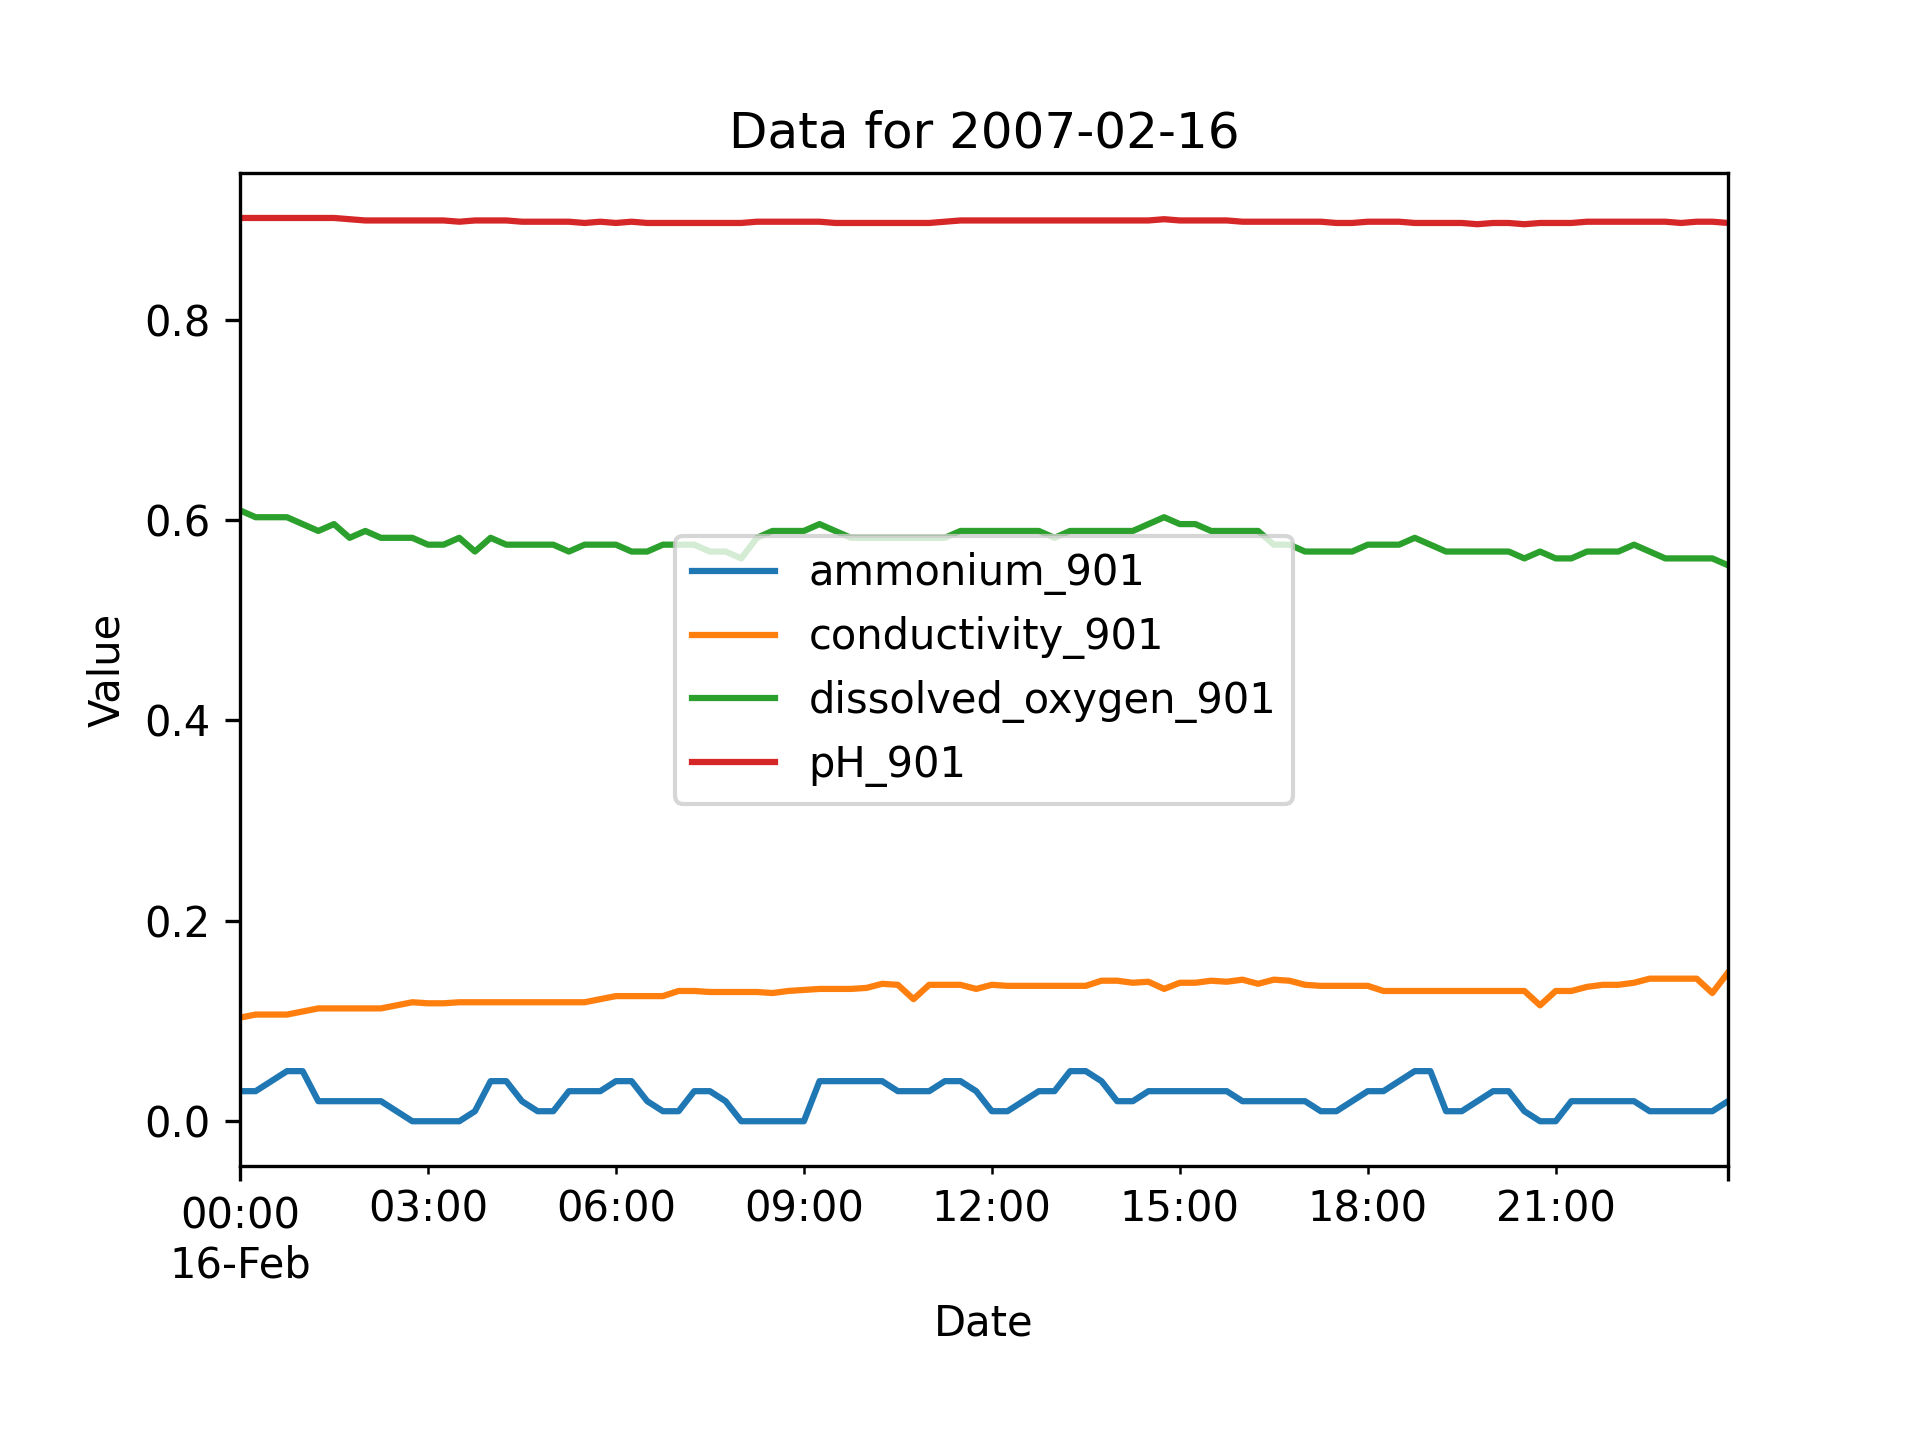 Data for 2007-02-16
Value
0.8
0.6
0.4
0.2
0.0
ammonium_901
conductivity_901
dissolved_oxygen_901
pH_901
00:00 03:00 06:00 09:00 12:00 15:00 18:00 21:00
16-Feb
Date